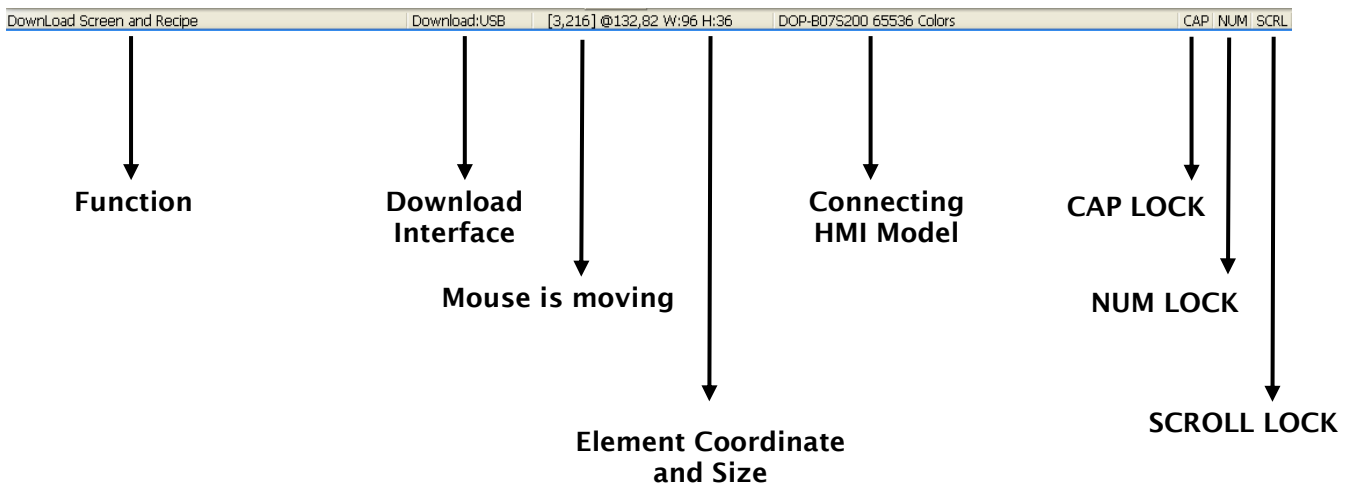 DownLoad Screen and Recipe Download:USB [3,216] @132,82 W:96 H:36 DOP-B07S200 65536 Colors CAP NUM SCRL
Function
Download
Interface
Connecting
HMI Model
CAP LOCK
Mouse is moving
NUM LOCK
Element Coordinate
and Size
SCROLL LOCK